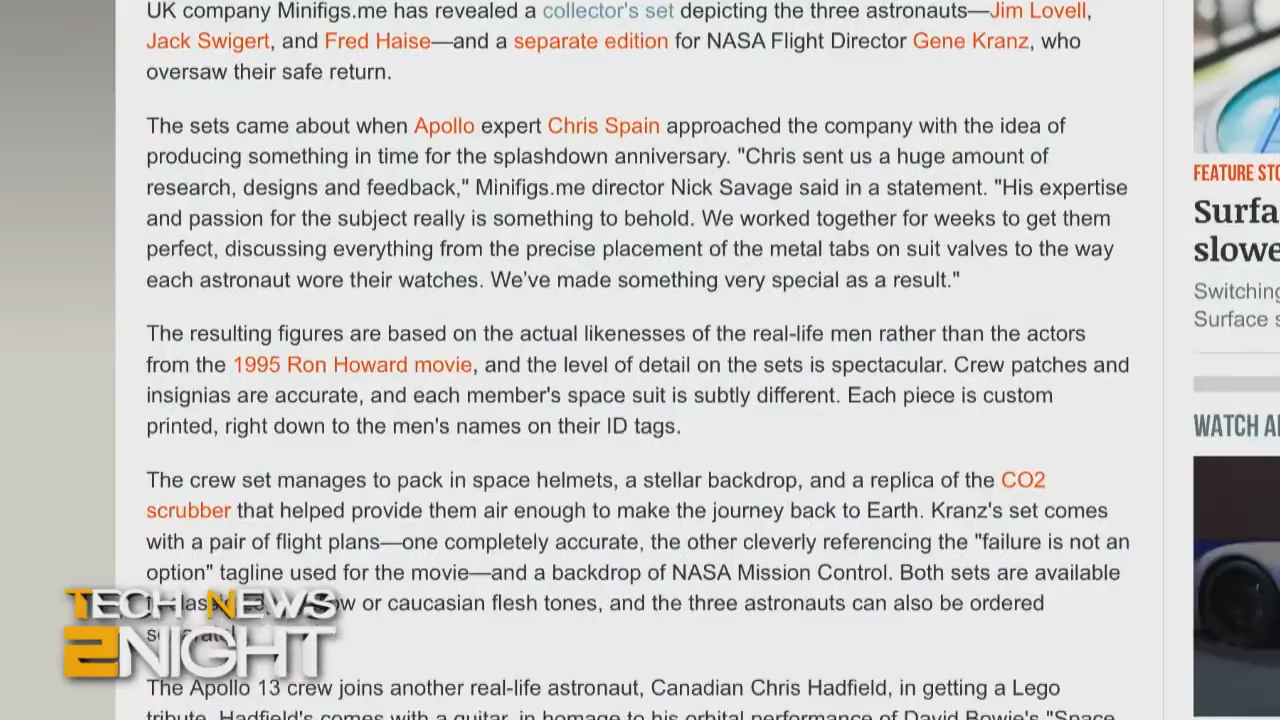 UK company Minifigs.me has revealed a collector's set depicting the three astronauts—Jim Lovell,
Jack Swigert, and Fred Haise—and a separate edition for NASA Flight Director Gene Kranz, who
oversaw their safe return.
The sets came about when Apollo expert Chris Spain approached the company with the idea of
producing something in time for the splashdown anniversary. "Chris sent us a huge amount of
research, designs and feedback," Minifigs.me director Nick Savage said in a statement. "His expertise
and passion for the subject really is something to behold. We worked together for weeks to get them
perfect, discussing everything from the precise placement of the metal tabs on suit valves to the way
each astronaut wore their watches. We've made something very special as a result."
The resulting figures are based on the actual likenesses of the real-life men rather than the actors
from the 1995 Ron Howard movie, and the level of detail on the sets is spectacular. Crew patches and
insignias are accurate, and each member's space suit is subtly different. Each piece is custom
printed, right down to the men's names on their ID tags.
The crew set manages to pack in space helmets, a stellar backdrop, and a replica of the CO2
scrubber that helped provide them air enough to make the journey back to Earth. Kranz's set comes
with a pair of flight plans—one completely accurate, the other cleverly referencing the "failure is not an
option" tagline used for the movie—and a backdrop of NASA Mission Control. Both sets are available
or caucasian flesh tones, and the three astronauts can also be ordered
The Apollo 13 crew joins another real-life astronaut, Canadian Chris Hadfield, in getting a Lego
tribute. Hadfield's comes with a guitar, in homage to his orbital performance of David Bowie's "Space
FEATURE STO
Surfa
slowe
Switching
Surface s
WATCH A
TECH NEWS
2NIGHT